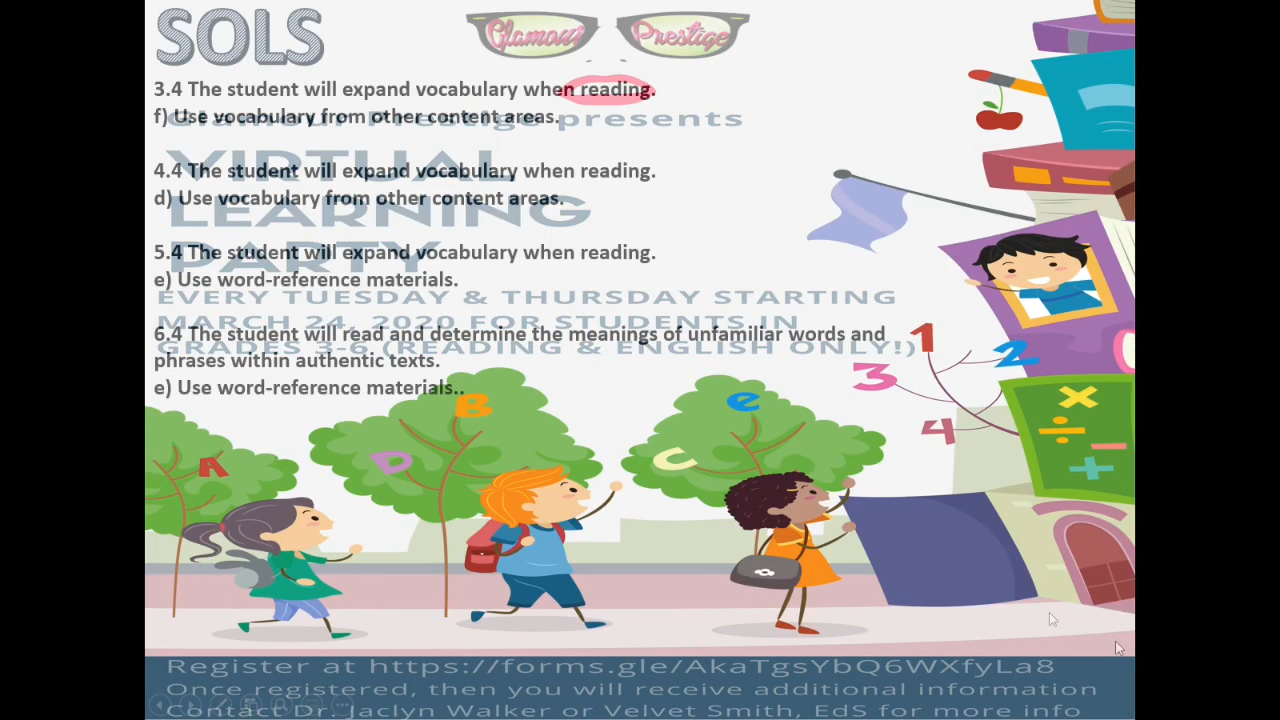 SOLS
Glamour Prestige
3.4 The student will expand vocabulary when reading.
f) Use vocabulary from other content areas.
Glamour Prestige presents
4.4 The student will expand vocabulary when reading.
d) Use vocabulary from other content areas.
VIRTUAL
LEARNING
PARTY
5.4 The student will expand vocabulary when reading.
e) Use word-reference materials.
EVERY TUESDAY & THURSDAY STARTING
MARCH 24, 2020 FOR STUDENTS IN
GRADES 3-6 (READING & ENGLISH ONLY!)
6.4 The student will read and determine the meanings of unfamiliar words and
phrases within authentic texts.
e) Use word-reference materials..
1
2
3
4
×
÷
−
+
A
B
D
C
e
Register at https://forms.gle/AkaTgsYbQ6WXfyLa8
Once registered, then you will receive additional information
Contact Dr. Jaclyn Walker or Velvet Smith, EdS for more info